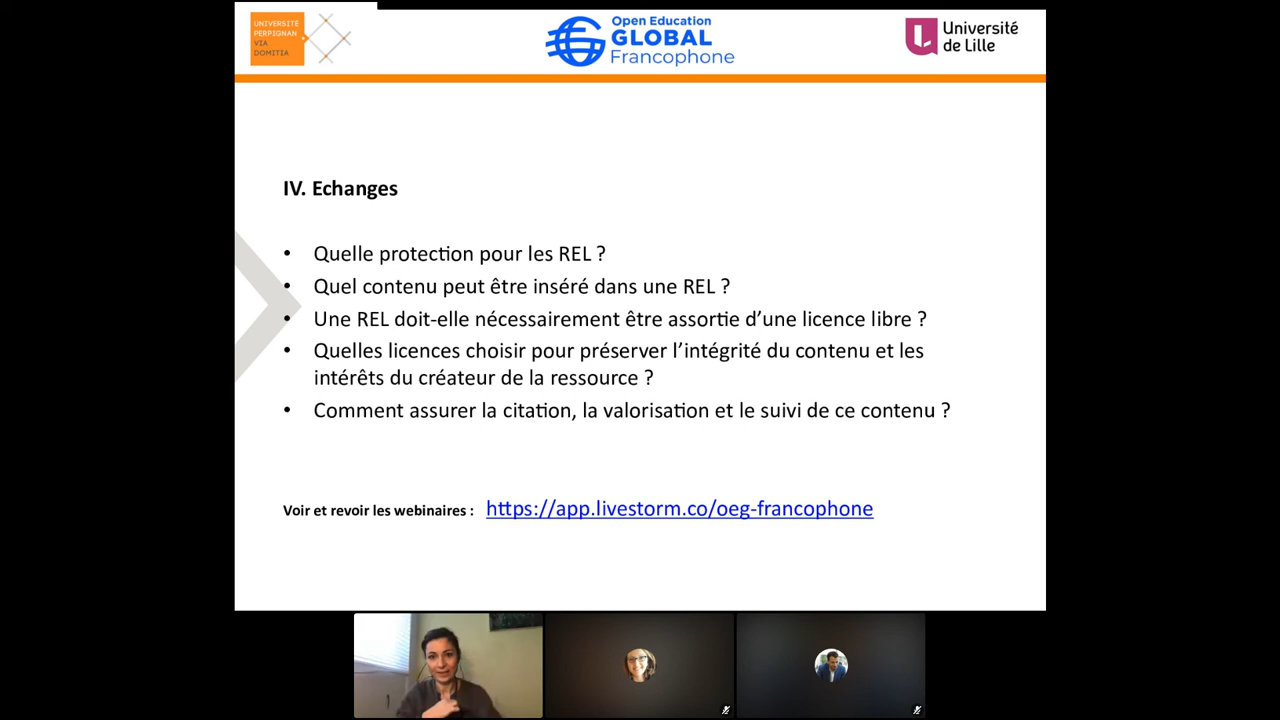 UNIVERSITÉ
PERPIGNAN
VIA
DOMITIA
Open Education
GLOBAL
Francophone
Université
de Lille
IV. Echanges
• Quelle protection pour les REL ?
• Quel contenu peut être inséré dans une REL ?
• Une REL doit-elle nécessairement être assortie d’une licence libre ?
• Quelles licences choisir pour préserver l’intégrité du contenu et les
intérêts du créateur de la ressource ?
• Comment assurer la citation, la valorisation et le suivi de ce contenu ?
Voir et revoir les webinaires : https://app.livestorm.co/oeg-francophone